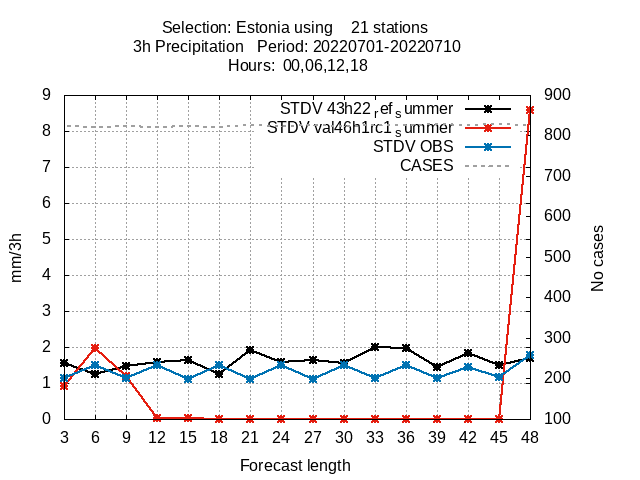 Selection: Estonia using 21 stations
3h Precipitation Period: 20220701-20220710
Hours: 00,06,12,18
STDV 43h22refsummer
STDV val46h1rc1summer
STDV OBS
CASES
mm/3h
No cases
9
8
7
6
5
4
3
2
1
0
900
800
700
600
500
400
300
200
100
3 6 9 12 15 18 21 24 27 30 33 36 39 42 45 48
Forecast length